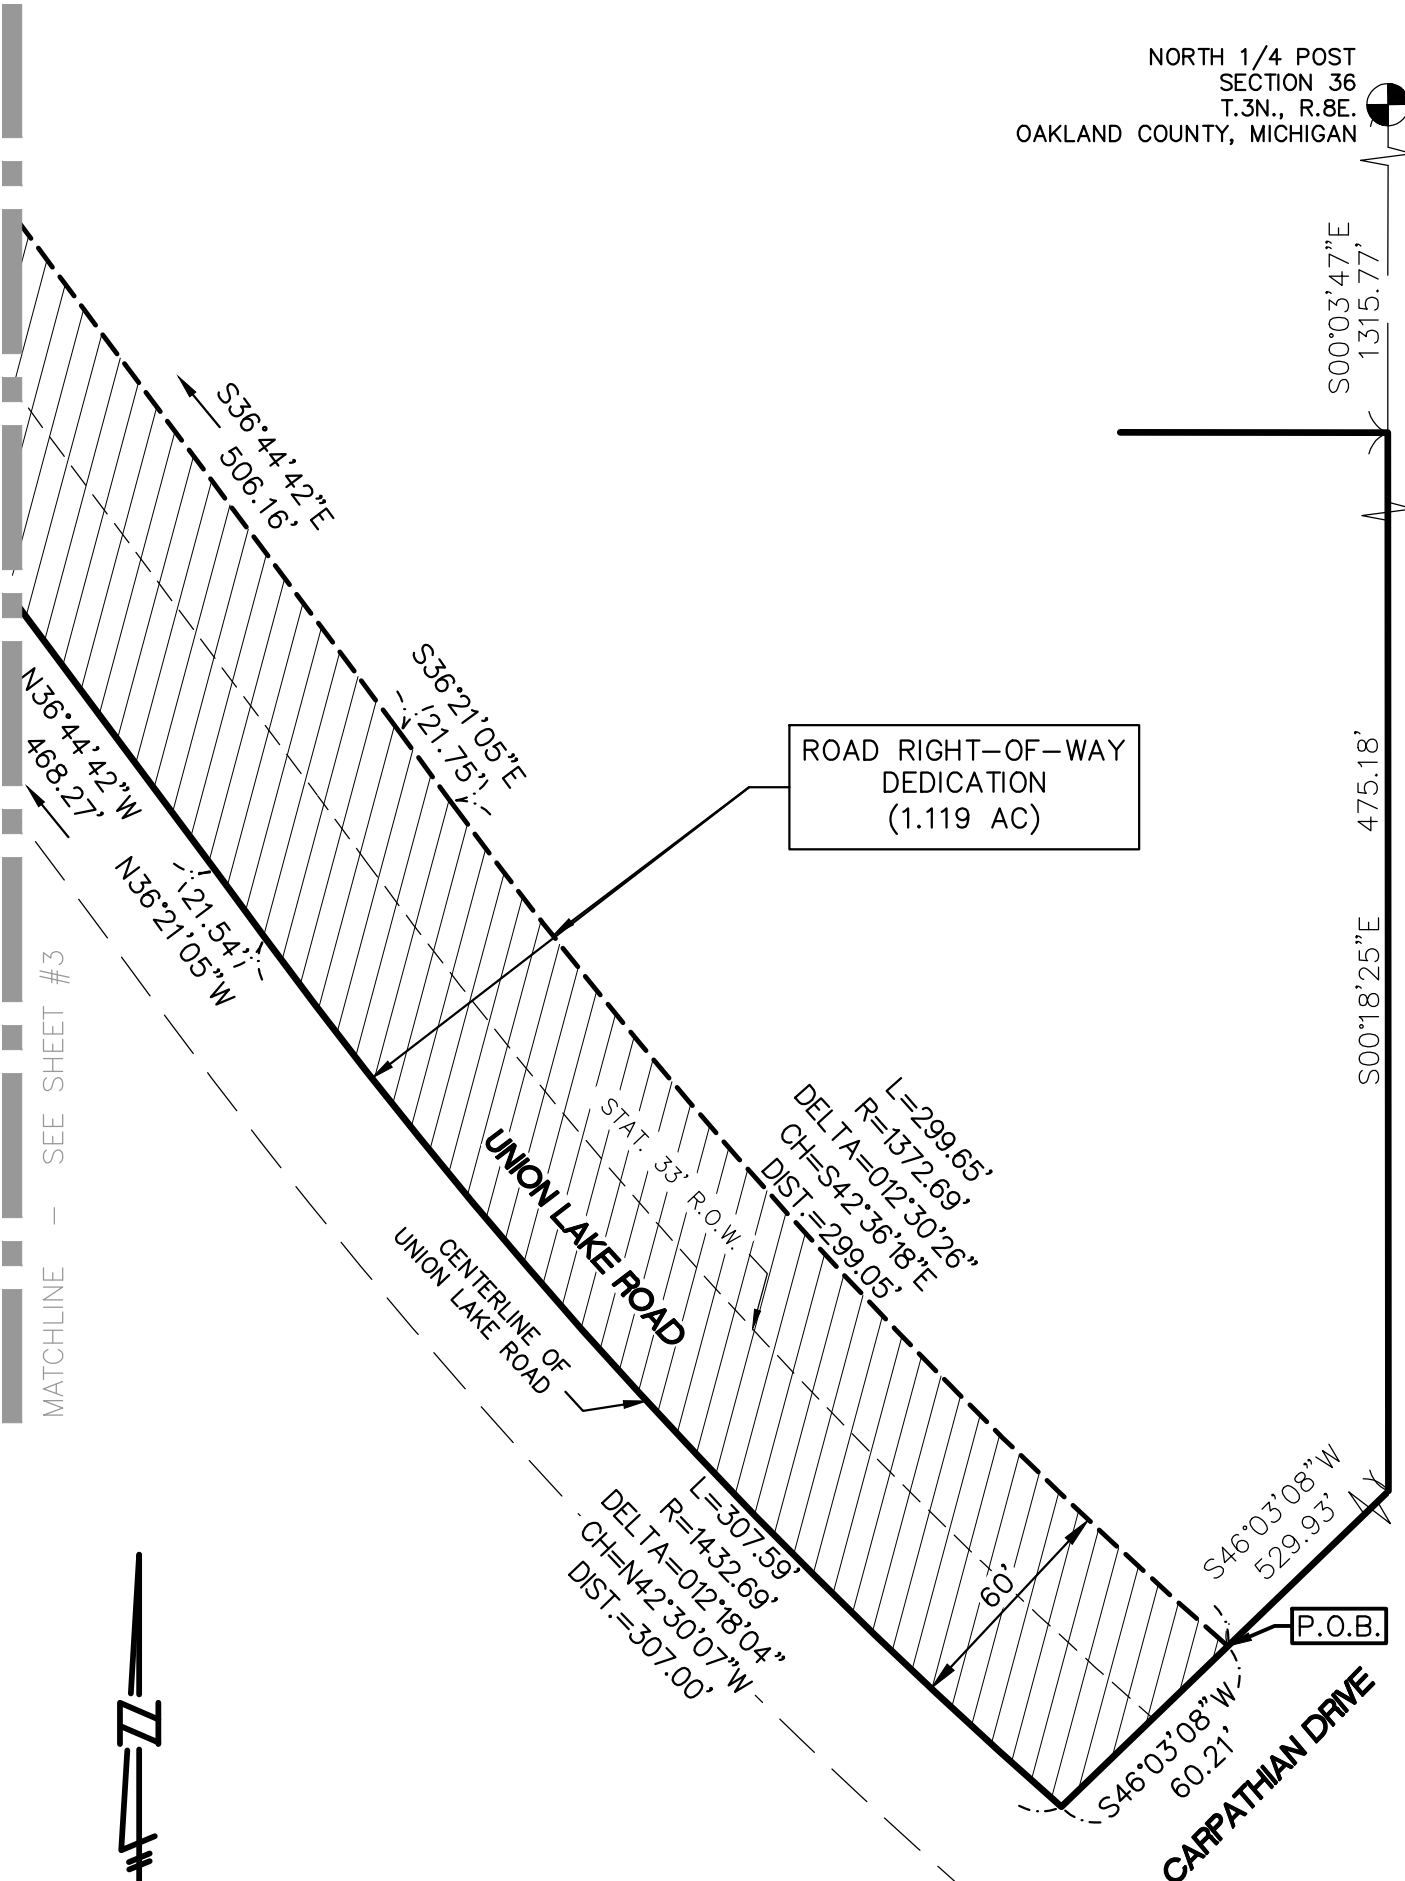 NORTH 1/4 POST
SECTION 36
T.3N., R.8E.
OAKLAND COUNTY, MICHIGAN
S00°03'47"E
1315.77'
S36°44'42"E
506.16'
S36°21'05"E
21.75'
ROAD RIGHT-OF-WAY
DEDICATION
(1.119 AC)
475.18'
S00°18'25"E
N36°44'42"W
468.27'
21.54'
N36°21'05"W
MATCHLINE - SEE SHEET #3
STAT. 33' R.O.W.
UNION LAKE ROAD
L=299.65'
R=1372.69'
DELTA=012°30'26"
CH=S42°36'18"E
DIST.=299.05'
CENTERLINE OF
UNION LAKE ROAD
L=307.59'
R=1432.69'
DELTA=012°18'04"
CH=N42°30'07"W
DIST.=307.00'
60'
S46°03'08"W
529.93'
P.O.B.
S46°03'08"W
60.21'
CARPATHIAN DRIVE
N